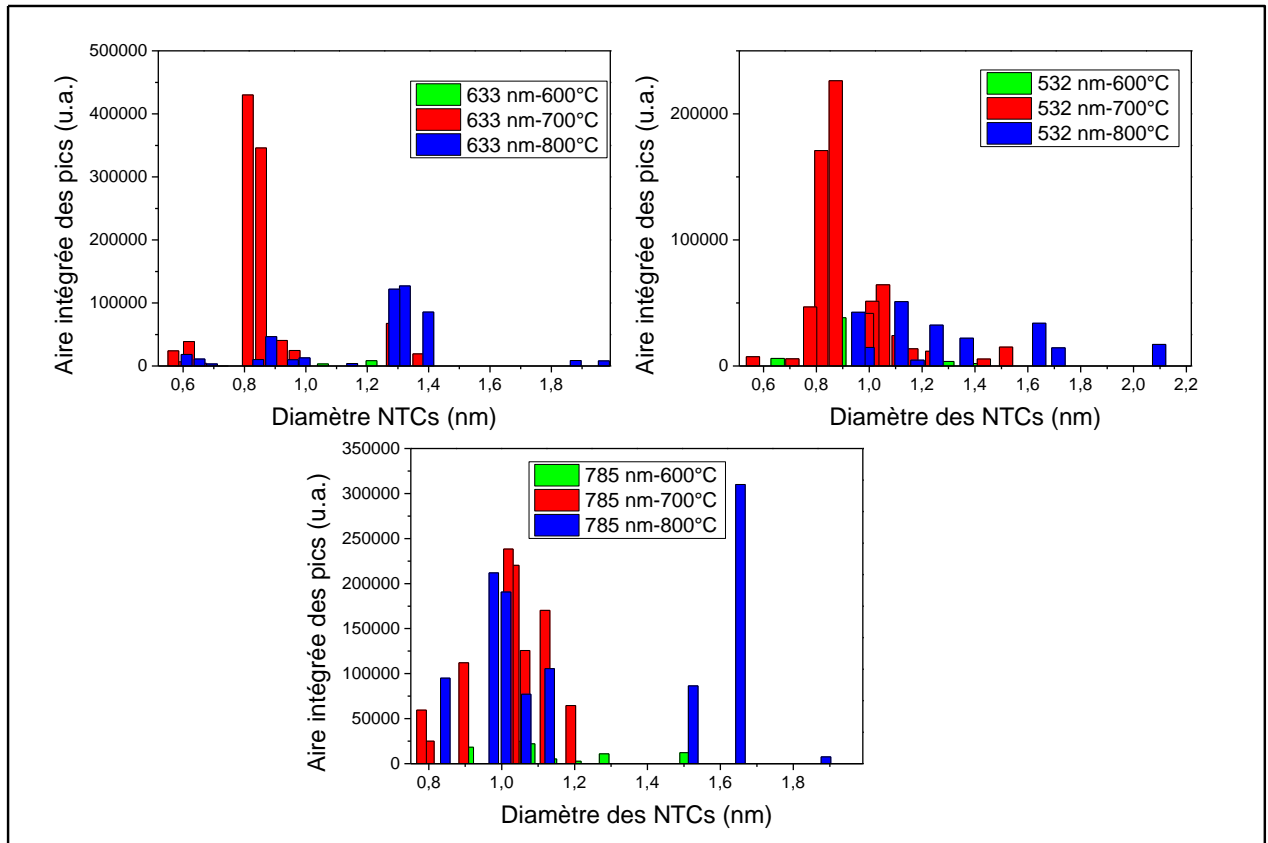 500000
400000
300000
200000
100000
0
Aire intégrée des pics (u.a.)
633 nm-600°C
633 nm-700°C
633 nm-800°C
0,6 0,8 1,0 1,2 1,4 1,6 1,8
Diamètre NTCs (nm)
200000
100000
0
Aire intégrée des pics (u.a.)
532 nm-600°C
532 nm-700°C
532 nm-800°C
0,6 0,8 1,0 1,2 1,4 1,6 1,8 2,0 2,2
Diamètre des NTCs (nm)
350000
300000
250000
200000
150000
100000
50000
0
Aire intégrée des pics (u.a.)
785 nm-600°C
785 nm-700°C
785 nm-800°C
0,8 1,0 1,2 1,4 1,6 1,8
Diamètre des NTCs (nm)